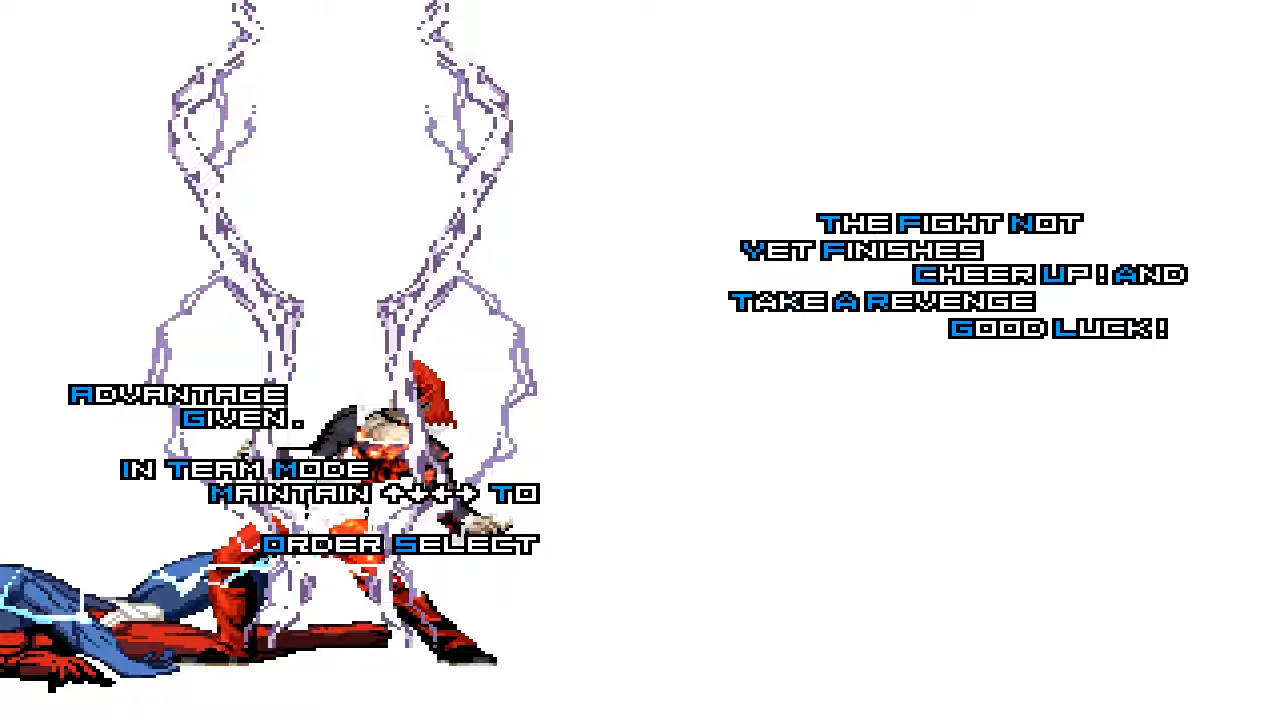 THE FIGHT NOT
YET FINISHES
CHEER UP! AND
TAKE A REVENGE
GOOD LUCK!
ADVANTAGE
GIVEN.
IN TEAM MODE
MAINTAIN ↑↓←→ TO
ORDER SELECT